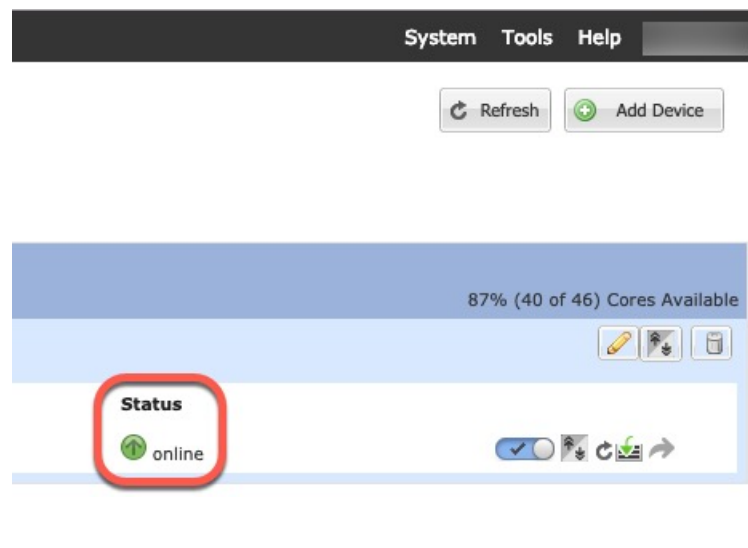 System Tools Help
Refresh Add Device
87% (40 of 46) Cores Available
Status
online